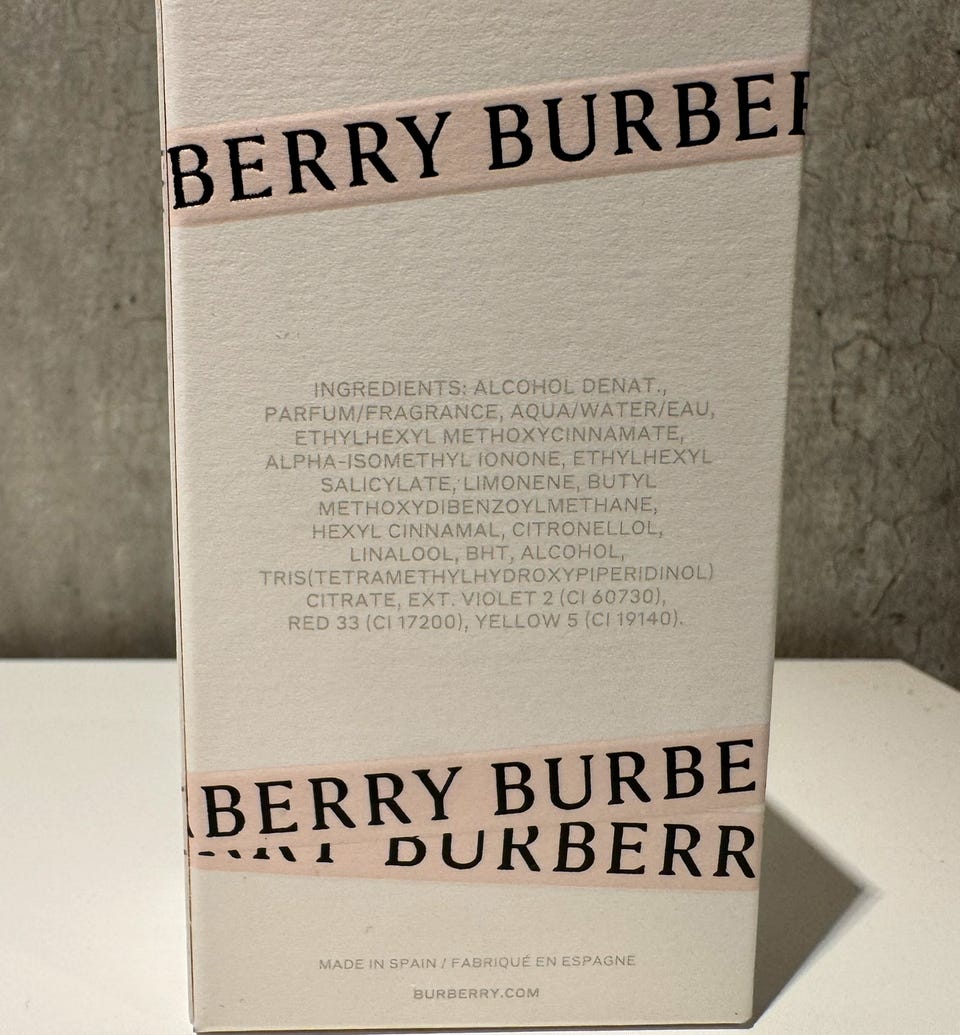 BERRY BURBER
INGREDIENTS: ALCOHOL DENAT.,
PARFUM/FRAGRANCE, AQUA/WATER/EAU,
ETHYLHEXYL METHOXYCINNAMATE,
ALPHA-ISOMETHYL IONONE, ETHYLHEXYL
SALICYLATE, LIMONENE, BUTYL
METHOXYDIBENZOYLMETHANE,
HEXYL CINNAMAL, CITRONELLOL,
LINALOOL, BHT, ALCOHOL,
TRIS(TETRAMETHYLHYDROXYPIPERIDINOL)
CITRATE, EXT. VIOLET 2 (CI 60730),
RED 33 (CI 17200), YELLOW 5 (CI 19140).
BERRY BURBE
BURBERR
MADE IN SPAIN / FABRIQUÉ EN ESPAGNE
BURBERRY.COM